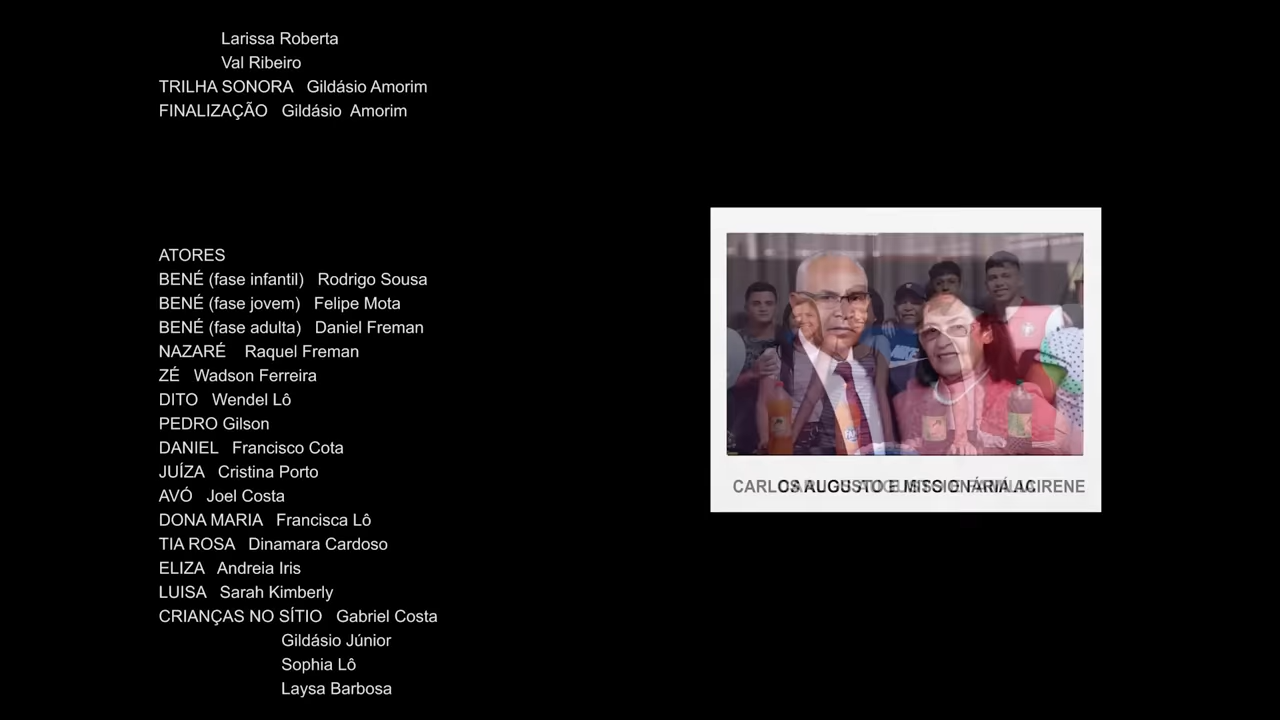 Larissa Roberta
Val Ribeiro
TRILHA SONORA Gildásio Amorim
FINALIZAÇÃO Gildásio Amorim
ATORES
BENÉ (fase infantil) Rodrigo Sousa
BENÉ (fase jovem) Felipe Mota
BENÉ (fase adulta) Daniel Freman
NAZARÉ Raquel Freman
ZÉ Wadson Ferreira
DITO Wendel Lô
PEDRO Gilson
DANIEL Francisco Cota
JUÍZA Cristina Porto
AVÓ Joel Costa
DONA MARIA Francisca Lô
TIA ROSA Dinamara Cardoso
ELIZA Andreia Iris
LUISA Sarah Kimberly
CRIANÇAS NO SÍTIO Gabriel Costa
Gildásio Júnior
Sophia Lô
Laysa Barbosa